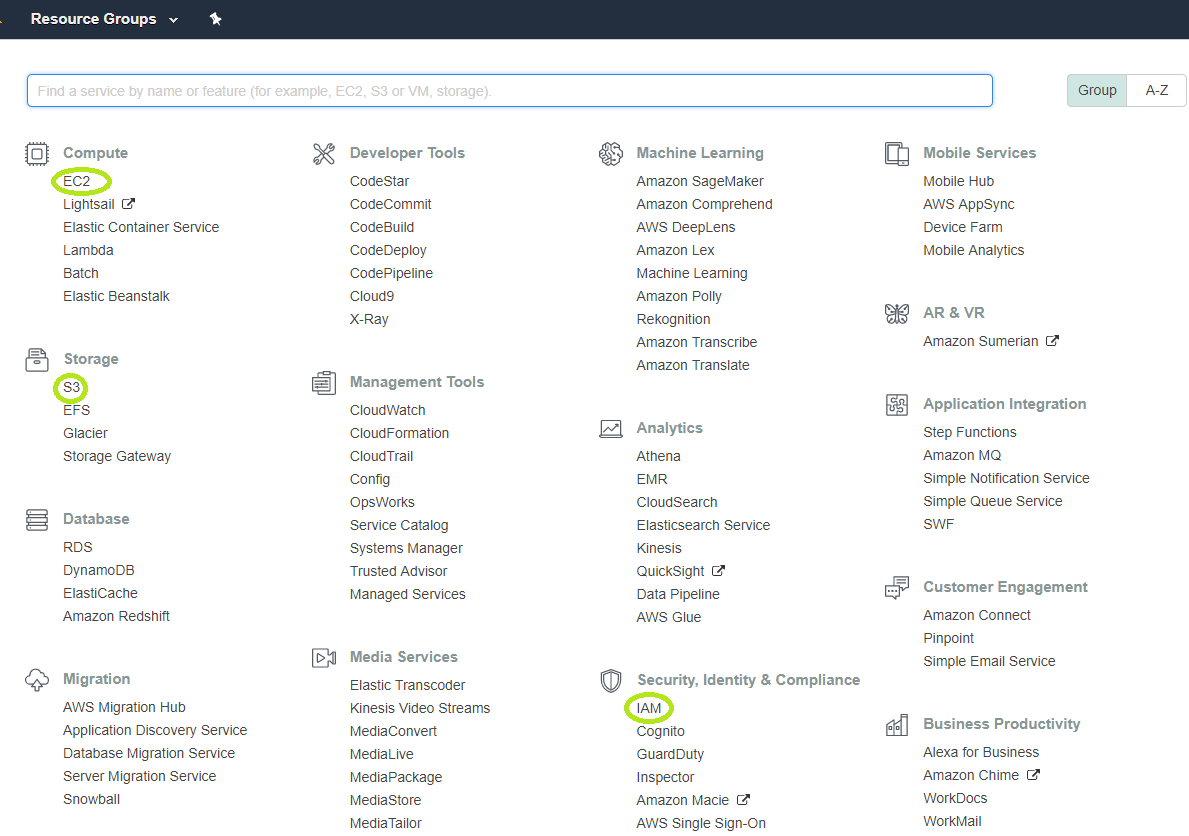 Resource Groups
Find a service by name or feature (for example, EC2, S3 or VM, storage).
Group
A-Z
Compute
EC2
Lightsail
Elastic Container Service
Lambda
Batch
Elastic Beanstalk
Storage
S3
EFS
Glacier
Storage Gateway
Database
RDS
DynamoDB
ElastiCache
Amazon Redshift
Migration
AWS Migration Hub
Application Discovery Service
Database Migration Service
Server Migration Service
Snowball
Developer Tools
CodeStar
CodeCommit
CodeBuild
CodeDeploy
CodePipeline
Cloud9
X-Ray
Management Tools
CloudWatch
CloudFormation
CloudTrail
Config
OpsWorks
Service Catalog
Systems Manager
Trusted Advisor
Managed Services
Media Services
Elastic Transcoder
Kinesis Video Streams
MediaConvert
MediaLive
MediaPackage
MediaStore
MediaTailor
Machine Learning
Amazon SageMaker
Amazon Comprehend
AWS DeepLens
Amazon Lex
Machine Learning
Amazon Polly
Rekognition
Amazon Transcribe
Amazon Translate
Analytics
Athena
EMR
CloudSearch
Elasticsearch Service
Kinesis
QuickSight
Data Pipeline
AWS Glue
Security, Identity & Compliance
IAM
Cognito
GuardDuty
Inspector
Amazon Macie
AWS Single Sign-On
Mobile Services
Mobile Hub
AWS AppSync
Device Farm
Mobile Analytics
AR & VR
Amazon Sumerian
Application Integration
Step Functions
Amazon MQ
Simple Notification Service
Simple Queue Service
SWF
Customer Engagement
Amazon Connect
Pinpoint
Simple Email Service
Business Productivity
Alexa for Business
Amazon Chime
WorkDocs
WorkMail